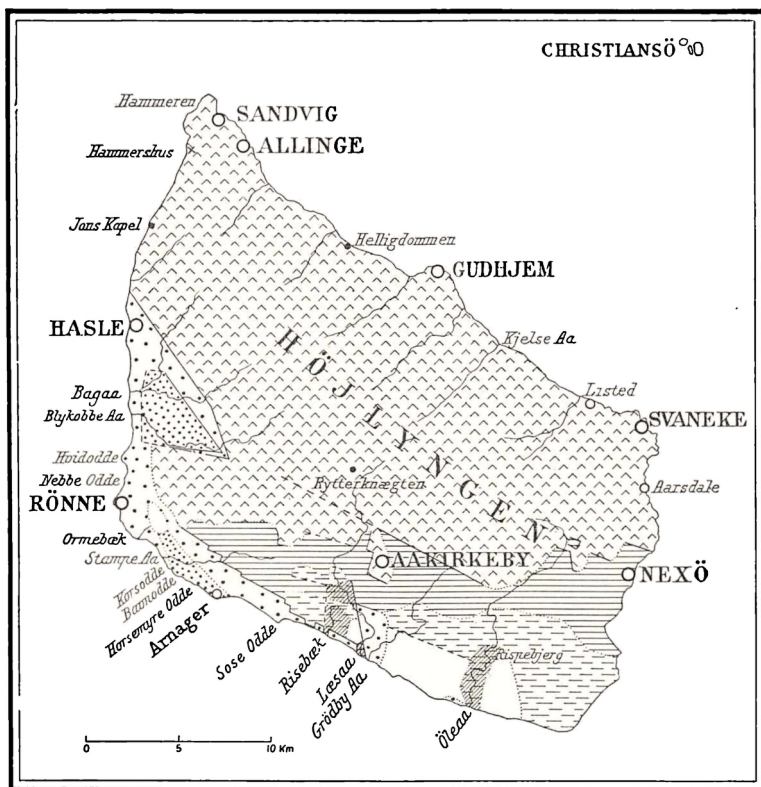 CHRISTIANSÖ
Hammeren
SANDVIG
Hammershus
ALLINGE
Jons Kapel
Helligdommen
GUDHJEM
HASLE
Kjelse Aa
HÖJLYNGEN
Bagaa
Listed
Blykobbe Aa
SVANEKE
Hvidodde
Rytterknægten
Nebbe Odde
Aarsdale
RÖNNE
Ormebæk
Stampe Aa
AAKIRKEBY
NEXÖ
Korsodde
Bavnodde
Horsemyre Odde
Arnager
Sose Odde
Risebæk
Læsaa
Grödby Aa
Rispebjerg
Öleaa
0 5 10 Km